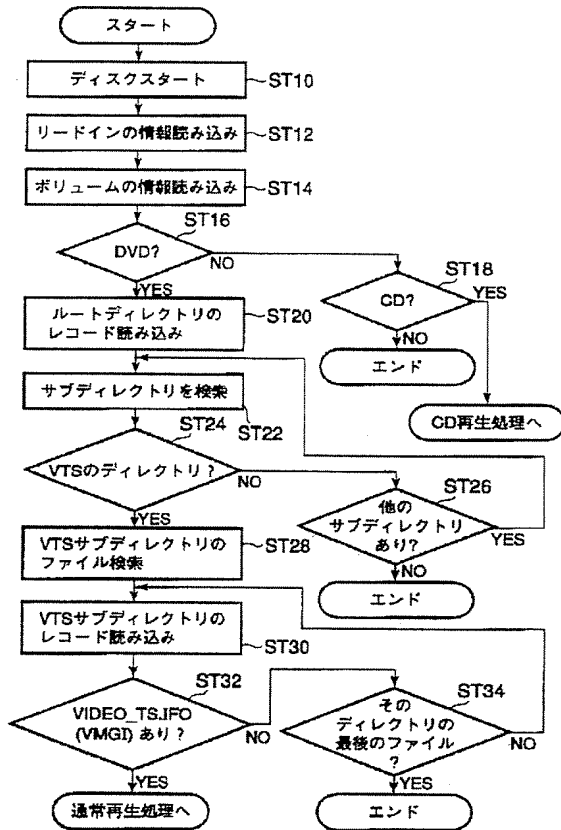 スタート
ディスクスタート
ST10
リードインの情報読み込み
ST12
ボリュームの情報読み込み
ST14
ST16
DVD?
NO
YES
ST18
CD?
YES
NO
エンド
CD再生処理へ
ルートディレクトリの
レコード読み込み
ST20
サブディレクトリを検索
ST22
ST24
VTSのディレクトリ?
NO
YES
ST26
他の
サブディレクトリ
あり?
YES
NO
エンド
VTSサブディレクトリの
ファイル検索
ST28
VTSサブディレクトリの
レコード読み込み
ST30
ST32
VIDEO_TS.IFO
(VMGI) あり?
NO
YES
通常再生処理へ
ST34
その
ディレクトリの
最後のファイル
?
NO
YES
エンド